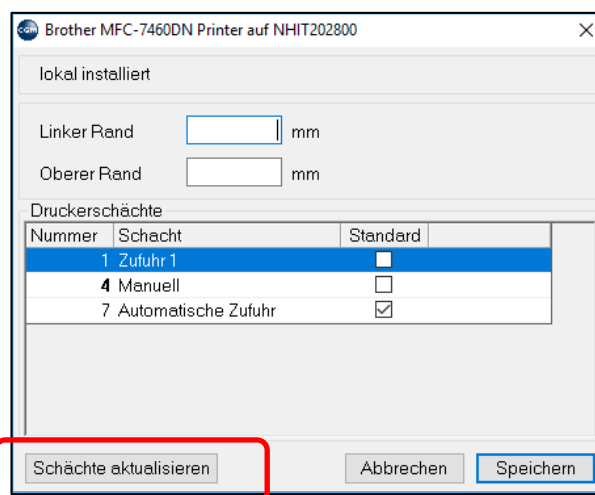 CGM Brother MFC-7460DN Printer auf NHIT202800
lokal installiert
Linker Rand mm
Oberer Rand mm
Druckerschächte
Nummer Schacht Standard
1 Zufuhr 1
4 Manuell
7 Automatische Zufuhr
Schächte aktualisieren Abbrechen Speichern